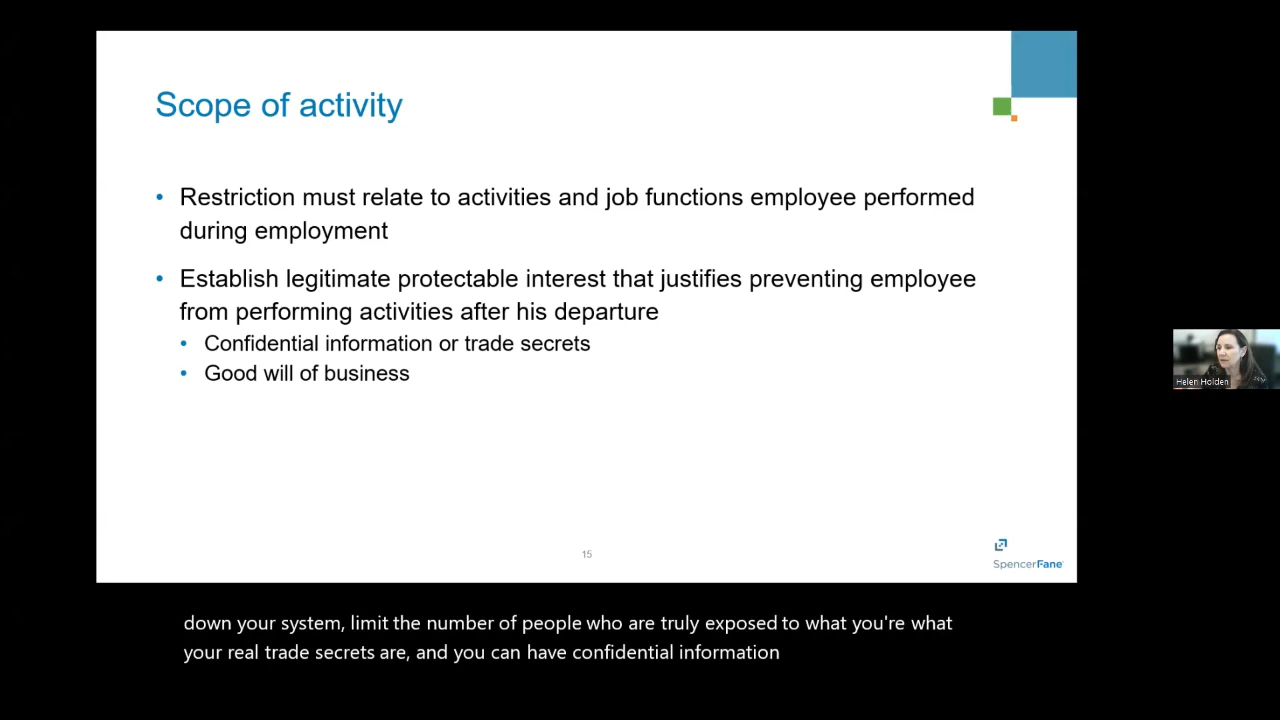 Scope of activity
• Restriction must relate to activities and job functions employee performed
during employment
• Establish legitimate protectable interest that justifies preventing employee
from performing activities after his departure
• Confidential information or trade secrets
• Good will of business
Helen Holden
15
SpencerFane
down your system, limit the number of people who are truly exposed to what you're what
your real trade secrets are, and you can have confidential information